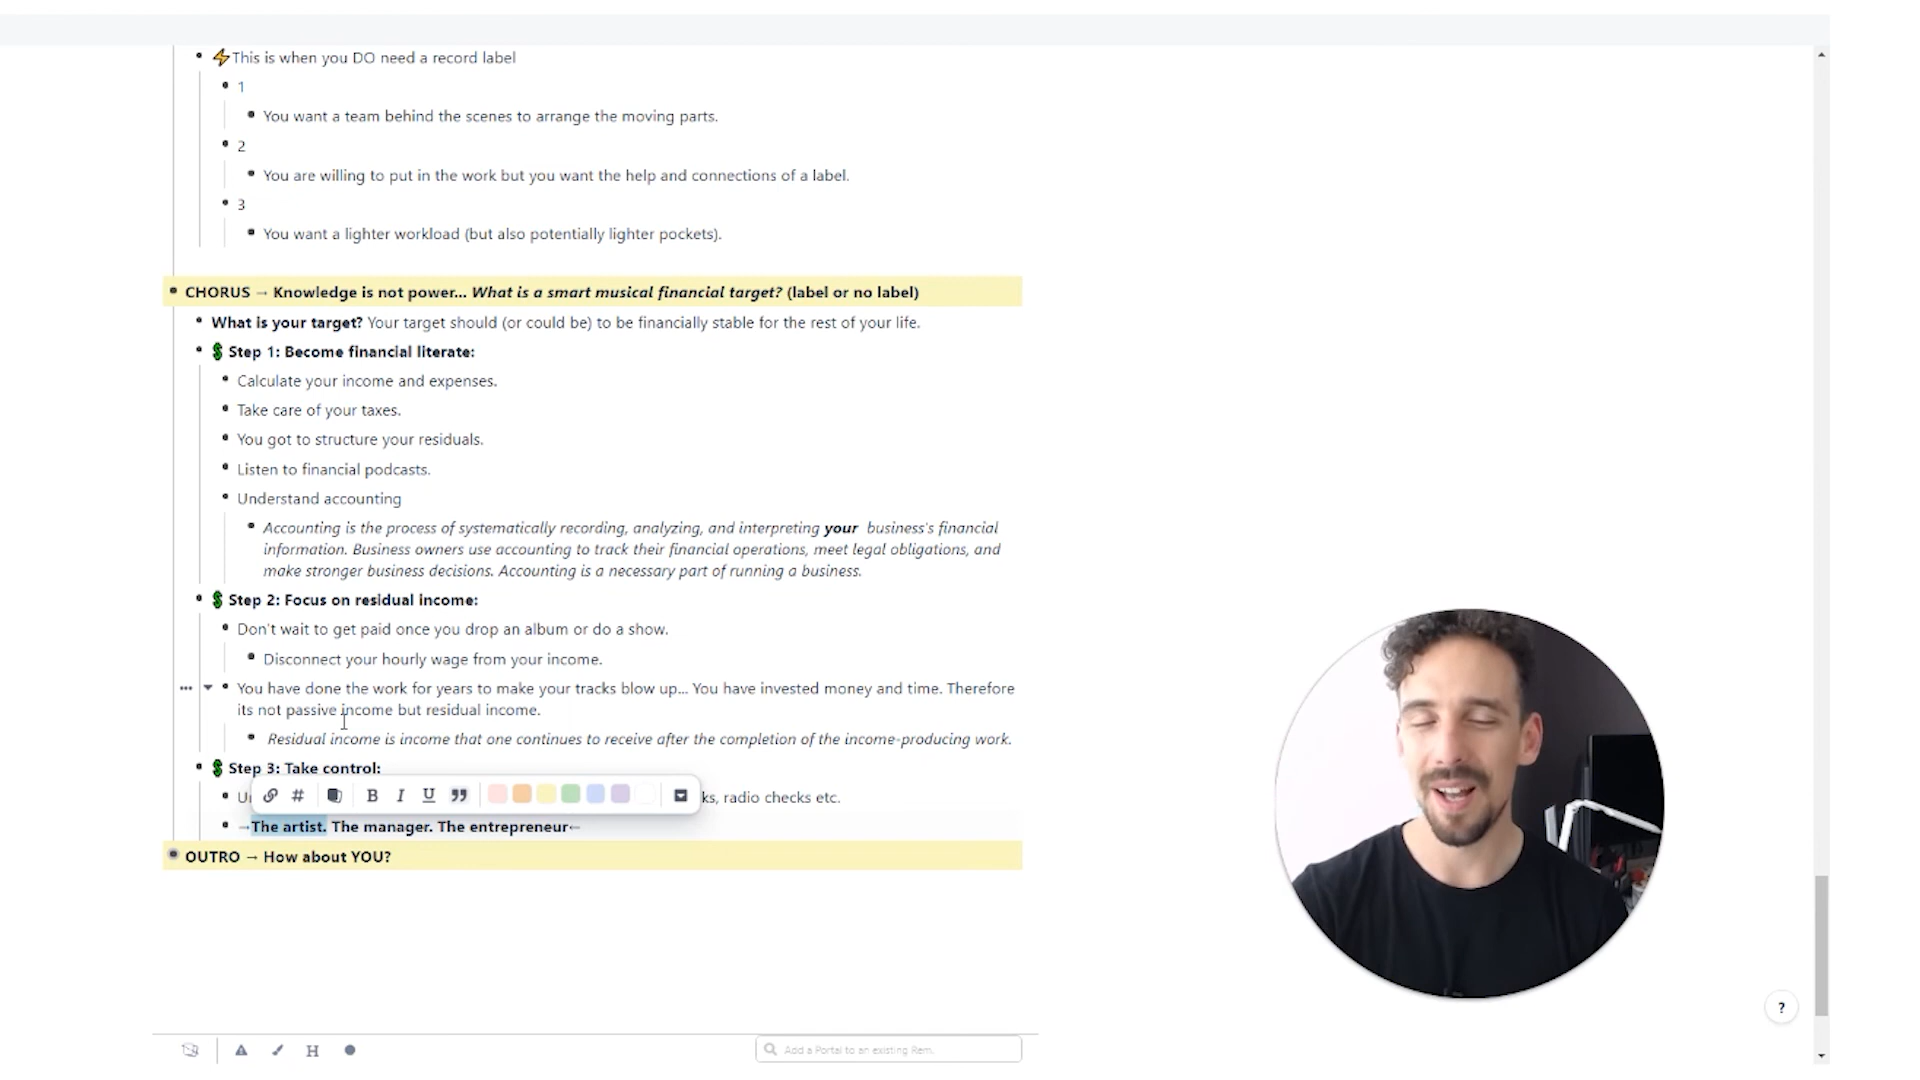 ⚡This is when you DO need a record label
1
You want a team behind the scenes to arrange the moving parts.
2
You are willing to put in the work but you want the help and connections of a label.
3
You want a lighter workload (but also potentially lighter pockets).
CHORUS → Knowledge is not power... What is a smart musical financial target? (label or no label)
What is your target? Your target should (or could be) to be financially stable for the rest of your life.
💲 Step 1: Become financial literate:
Calculate your income and expenses.
Take care of your taxes.
You got to structure your residuals.
Listen to financial podcasts.
Understand accounting
Accounting is the process of systematically recording, analyzing, and interpreting your business's financial
information. Business owners use accounting to track their financial operations, meet legal obligations, and
make stronger business decisions. Accounting is a necessary part of running a business.
💲 Step 2: Focus on residual income:
Don't wait to get paid once you drop an album or do a show.
Disconnect your hourly wage from your income.
You have done the work for years to make your tracks blow up... You have invested money and time. Therefore
its not passive income but residual income.
Residual income is income that one continues to receive after the completion of the income-producing work.
💲 Step 3: Take control:
B I U
radio checks etc.
→The artist. The manager. The entrepreneur←
OUTRO → How about YOU?
?
H
Add a Portal to an existing Rem.